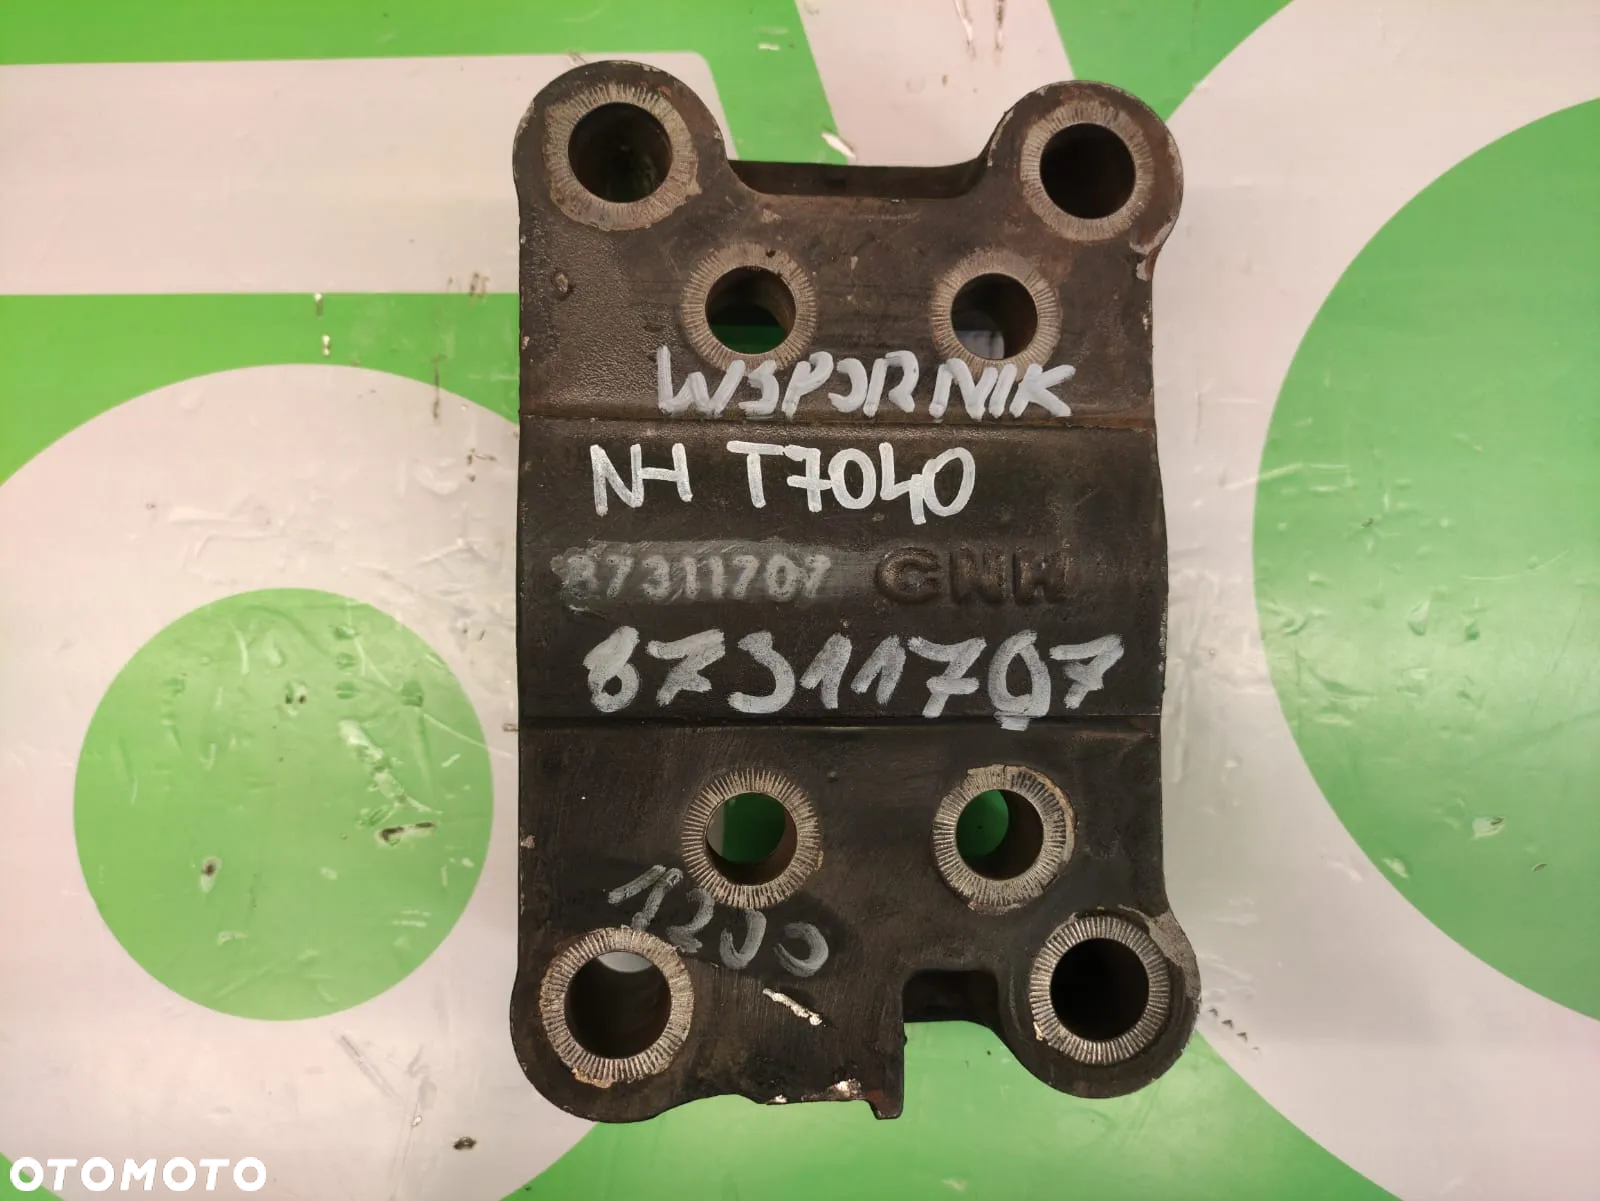 WSPORNIK
NH T7040
87311707 CNH
87311707
1200
OTOMOTO